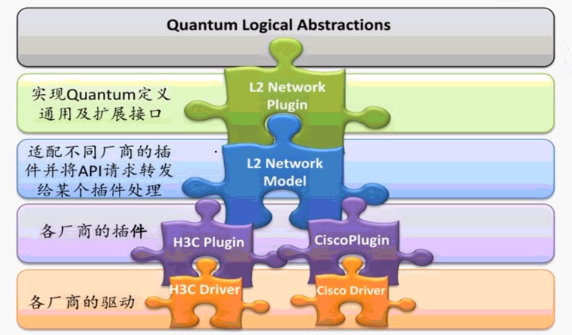 Quantum Logical Abstractions
实现Quantum定义
通用及扩展接口
L2 Network
Plugin
适配不同厂商的插
件并将API请求转发
给某个插件处理
L2 Network
Model
各厂商的插件
H3C Plugin
CiscoPlugin
各厂商的驱动
H3C Driver
Cisco Driver